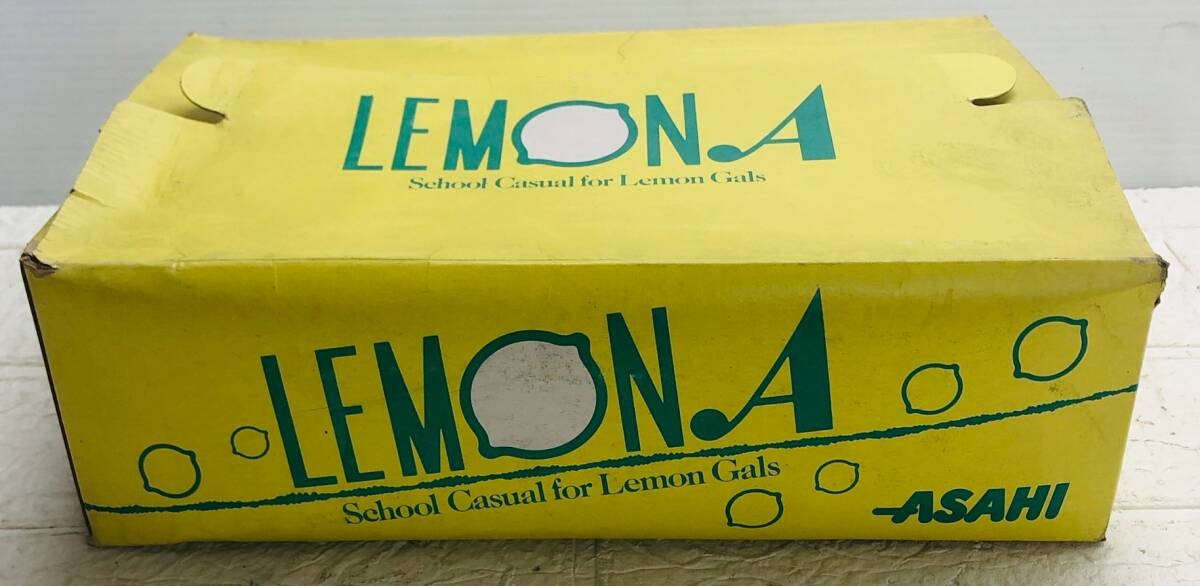 LEMON.A
School Casual for Lemon Gals
LEMON.A
School Casual for Lemon Gals
ASAHI